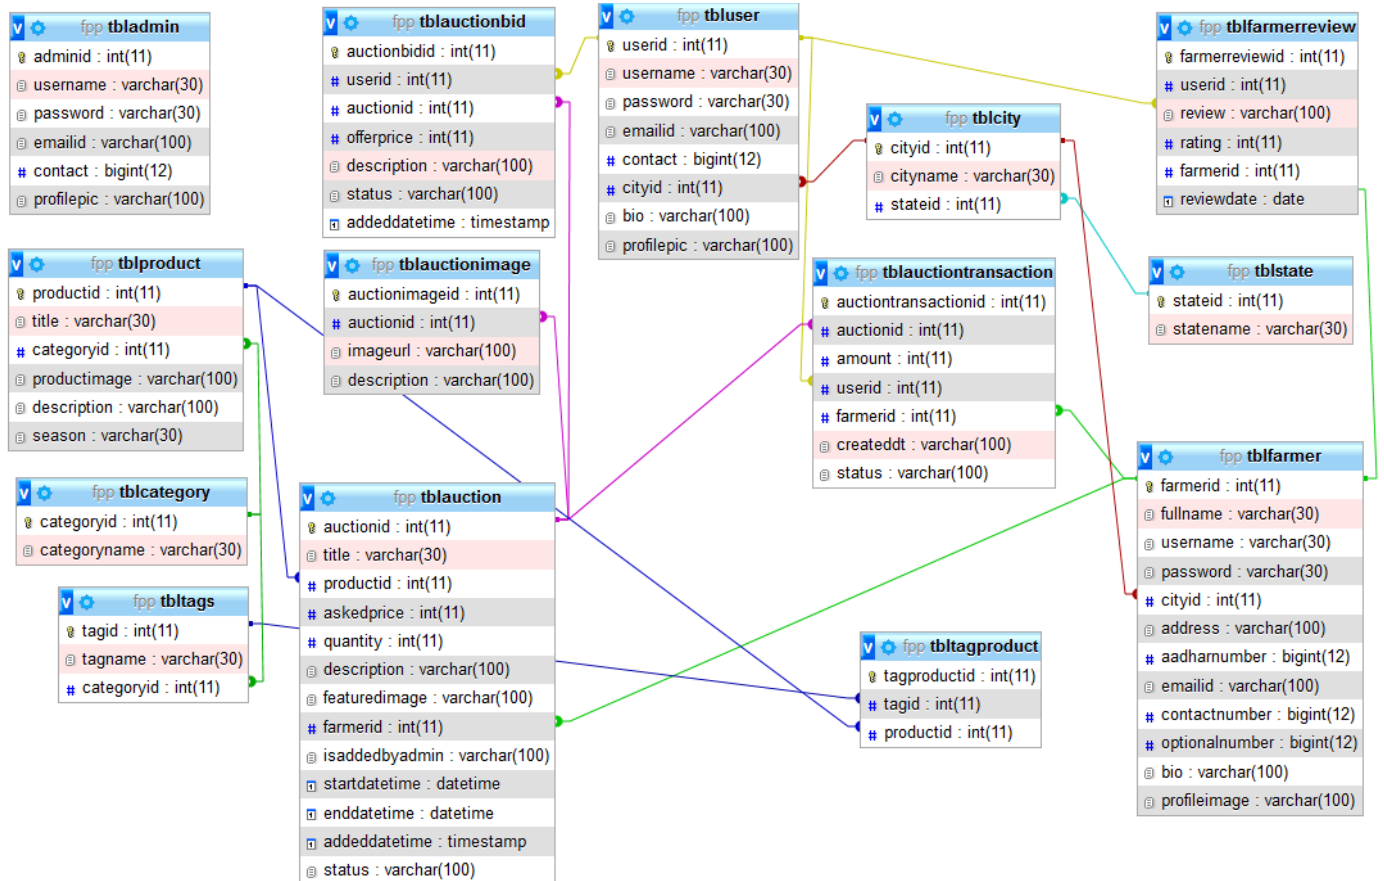 fpp tbladmin
adminid : int(11)
username : varchar(30)
password : varchar(30)
emailid : varchar(100)
contact : bigint(12)
profilepic : varchar(100)
fpp tblauctionbid
auctionbidid : int(11)
userid : int(11)
auctionid : int(11)
offerprice : int(11)
description : varchar(100)
status : varchar(100)
addeddatetime : timestamp
fpp tbluser
userid : int(11)
username : varchar(30)
password : varchar(30)
emailid : varchar(100)
contact : bigint(12)
cityid : int(11)
bio : varchar(100)
profilepic : varchar(100)
fpp tblcity
cityid : int(11)
cityname : varchar(30)
stateid : int(11)
fpp tblfarmerreview
farmerreviewid : int(11)
userid : int(11)
review : varchar(100)
rating : int(11)
farmerid : int(11)
reviewdate : date
fpp tblproduct
productid : int(11)
title : varchar(30)
categoryid : int(11)
productimage : varchar(100)
description : varchar(100)
season : varchar(30)
fpp tblauctionimage
auctionimageid : int(11)
auctionid : int(11)
imageurl : varchar(100)
description : varchar(100)
fpp tblauctiontransaction
auctiontransactionid : int(11)
auctionid : int(11)
amount : int(11)
userid : int(11)
farmerid : int(11)
createddt : varchar(100)
status : varchar(100)
fpp tblstate
stateid : int(11)
statename : varchar(30)
fpp tblcategory
categoryid : int(11)
categoryname : varchar(30)
fpp tbltags
tagid : int(11)
tagname : varchar(30)
categoryid : int(11)
fpp tblauction
auctionid : int(11)
title : varchar(30)
productid : int(11)
askedprice : int(11)
quantity : int(11)
description : varchar(100)
featuredimage : varchar(100)
farmerid : int(11)
isaddedbyadmin : varchar(100)
startdatetime : datetime
enddatetime : datetime
addeddatetime : timestamp
status : varchar(100)
fpp tbltagproduct
tagproductid : int(11)
tagid : int(11)
productid : int(11)
fpp tblfarmer
farmerid : int(11)
fullname : varchar(30)
username : varchar(30)
password : varchar(30)
cityid : int(11)
address : varchar(100)
aadharnumber : bigint(12)
emailid : varchar(100)
contactnumber : bigint(12)
optionalnumber : bigint(12)
bio : varchar(100)
profileimage : varchar(100)